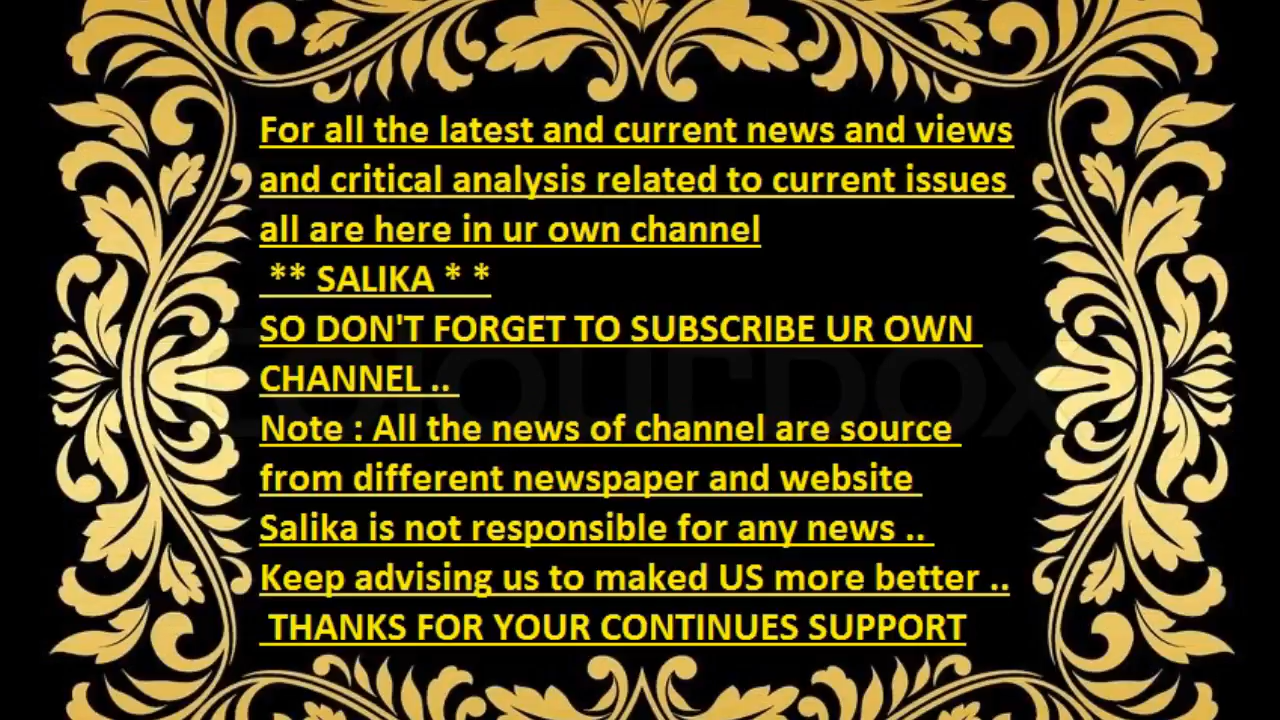 For all the latest and current news and views
and critical analysis related to current issues
all are here in ur own channel
** SALIKA * *
SO DON'T FORGET TO SUBSCRIBE UR OWN
CHANNEL ..
Note : All the news of channel are source
from different newspaper and website
Salika is not responsible for any news ..
Keep advising us to maked US more better ..
THANKS FOR YOUR CONTINUES SUPPORT